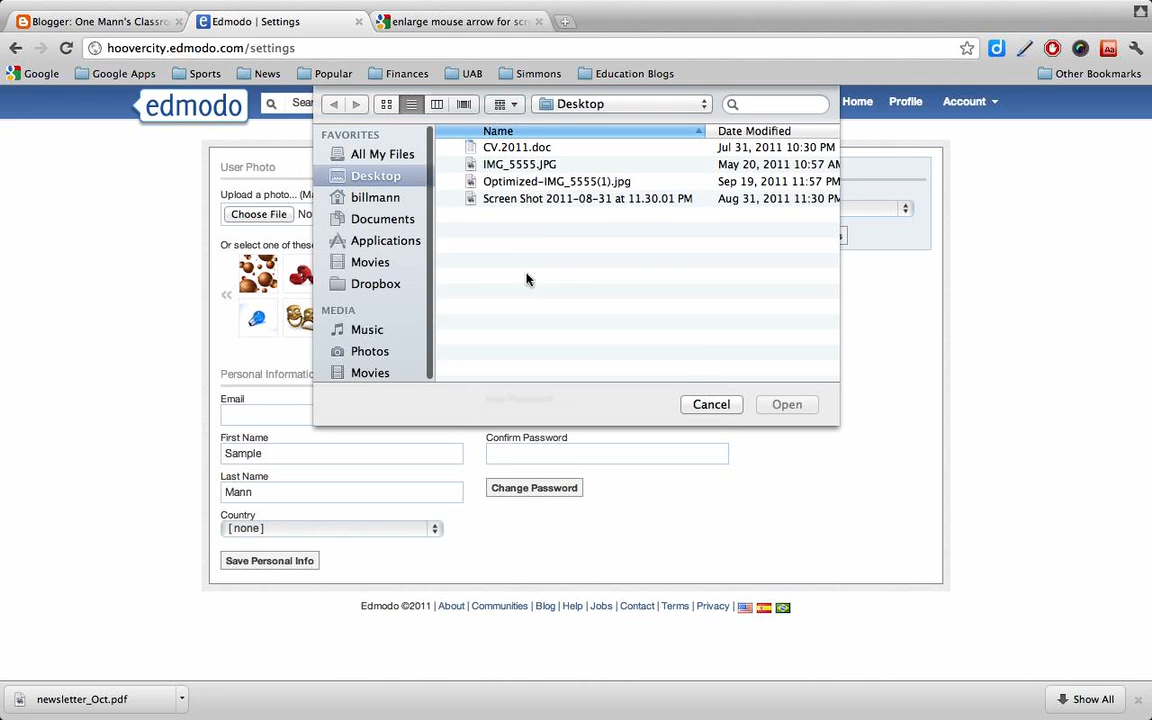 Blogger: One Mann's Classro
Edmodo | Settings
enlarge mouse arrow for scr
hoovercity.edmodo.com/settings
Google
Google Apps
Sports
News
Popular
Finances
UAB
Simmons
Education Blogs
Other Bookmarks
edmodo
Sear
Desktop
Home
Profile
Account
FAVORITES
All My Files
Desktop
billmann
Documents
Applications
Movies
Dropbox
MEDIA
Music
Photos
Movies
Name Date Modified
CV.2011.doc Jul 31, 2011 10:30 PM
IMG_5555.JPG May 20, 2011 10:57 AM
Optimized-IMG_5555(1).jpg Sep 19, 2011 11:57 PM
Screen Shot 2011-08-31 at 11.30.01 PM Aug 31, 2011 11:30 PM
Cancel
Open
User Photo
Upload a photo... (Ma
Choose File No
Or select one of these
«
Personal Informatio
Email
First Name
Sample
Last Name
Mann
Country
[ none ]
Save Personal Info
Confirm Password
Change Password
Edmodo ©2011 | About | Communities | Blog | Help | Jobs | Contact | Terms | Privacy |
newsletter_Oct.pdf
Show All